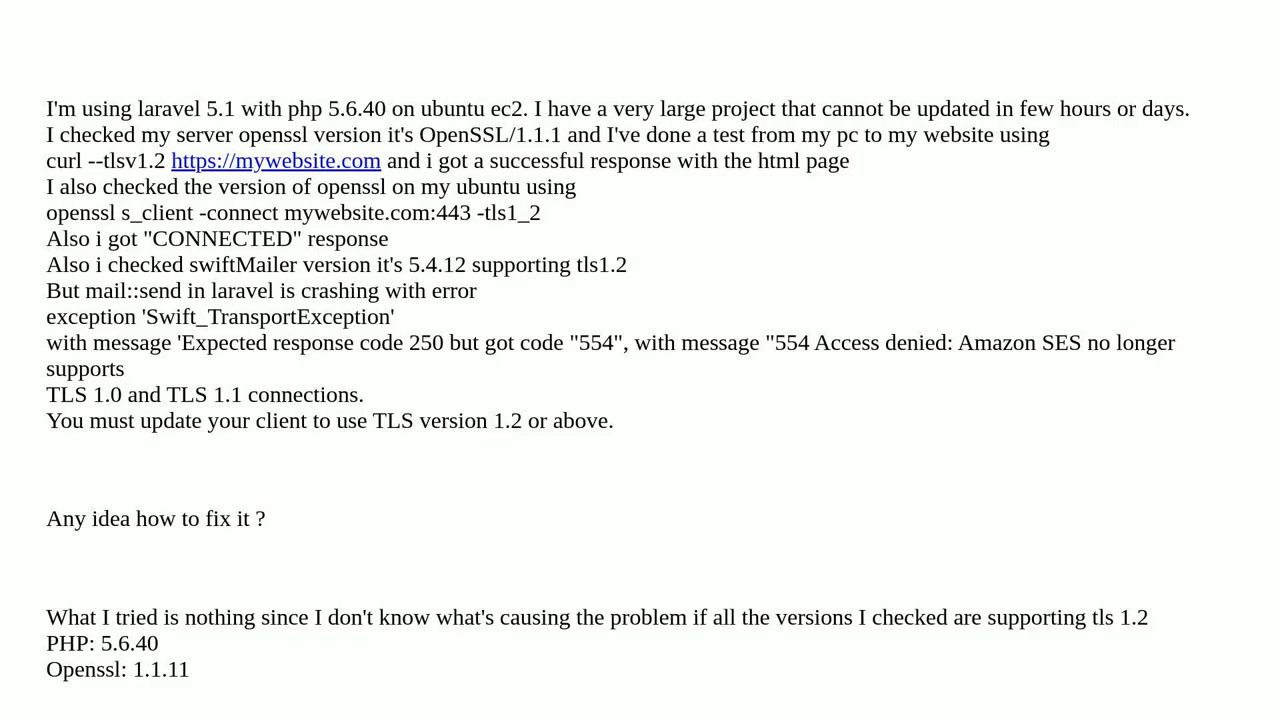 I'm using laravel 5.1 with php 5.6.40 on ubuntu ec2. I have a very large project that cannot be updated in few hours or days.
I checked my server openssl version it's OpenSSL/1.1.1 and I've done a test from my pc to my website using
curl --tlsv1.2 https://mywebsite.com and i got a successful response with the html page
I also checked the version of openssl on my ubuntu using
openssl s_client -connect mywebsite.com:443 -tls1_2
Also i got "CONNECTED" response
Also i checked swiftMailer version it's 5.4.12 supporting tls1.2
But mail::send in laravel is crashing with error
exception 'Swift_TransportException'
with message 'Expected response code 250 but got code "554", with message "554 Access denied: Amazon SES no longer
supports
TLS 1.0 and TLS 1.1 connections.
You must update your client to use TLS version 1.2 or above.
Any idea how to fix it ?
What I tried is nothing since I don't know what's causing the problem if all the versions I checked are supporting tls 1.2
PHP: 5.6.40
Openssl: 1.1.11